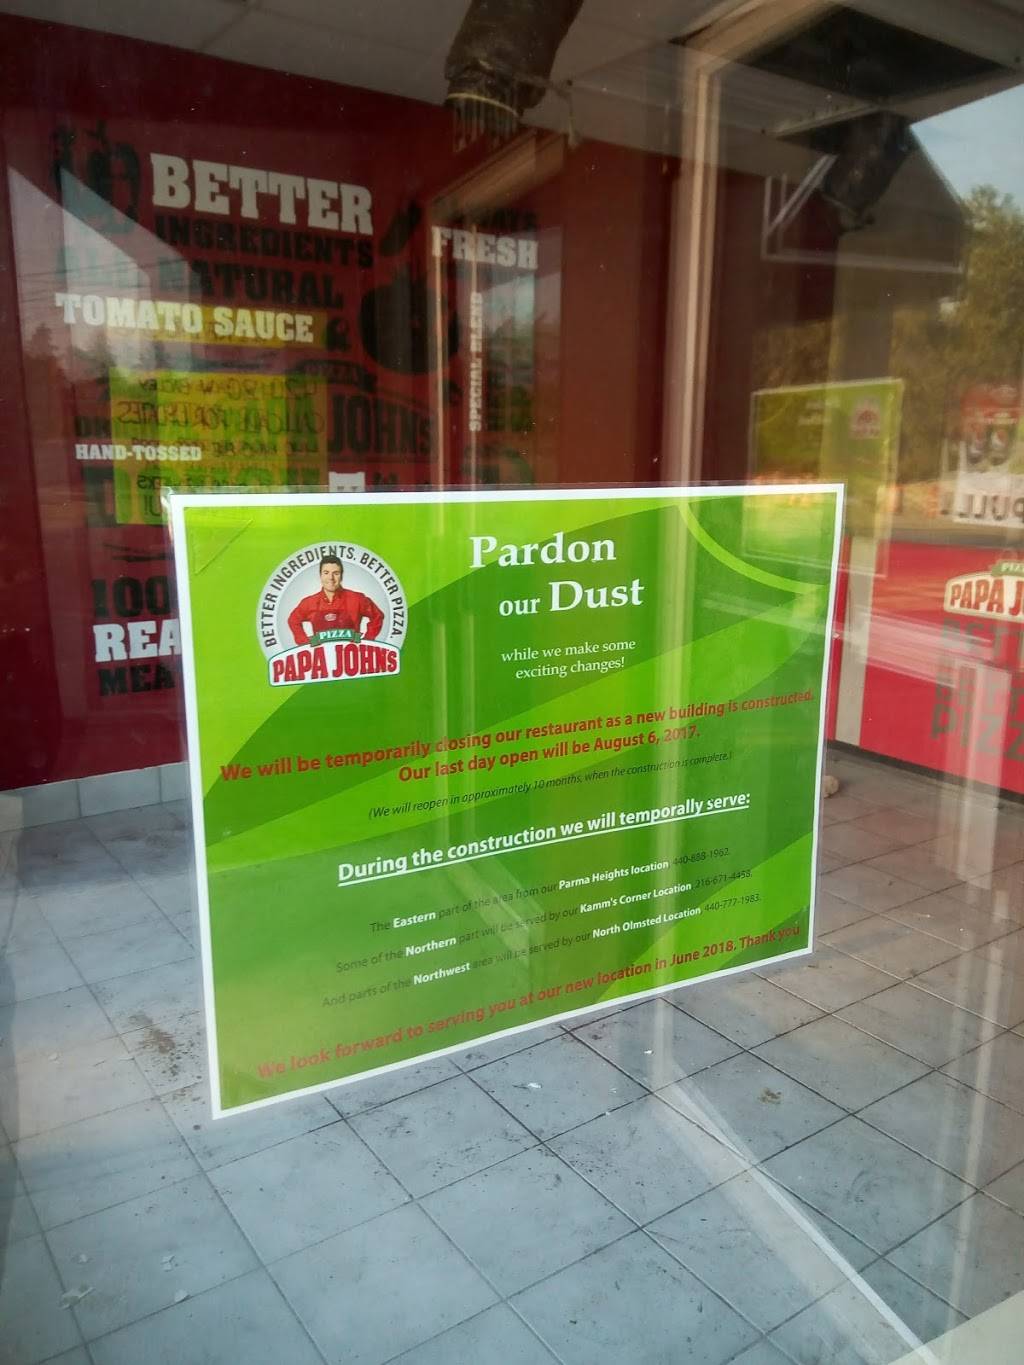 BETTER
INGREDIENTS
ALL NATURAL
TOMATO SAUCE
FRESH
SPECIAL BLEND
JOHNS
HAND-TOSSED
100
REA
MEA
PULL
PAPA J
BETTER INGREDIENTS. BETTER PIZZA.
PIZZA
PAPA JOHN'S
Pardon
our Dust
while we make some
exciting changes!
We will be temporarily closing our restaurant as a new building is constructed.
Our last day open will be August 6, 2017.
(We will reopen in approximately 10 months, when the construction is complete.)
During the construction we will temporally serve:
The Eastern part of the area from our Parma Heights location 440-888-1962.
Some of the Northern part will be served by our Kamm's Corner Location 216-671-4458.
And parts of the Northwest area will be served by our North Olmsted Location 440-777-1983.
We look forward to serving you at our new location in June 2018. Thank you